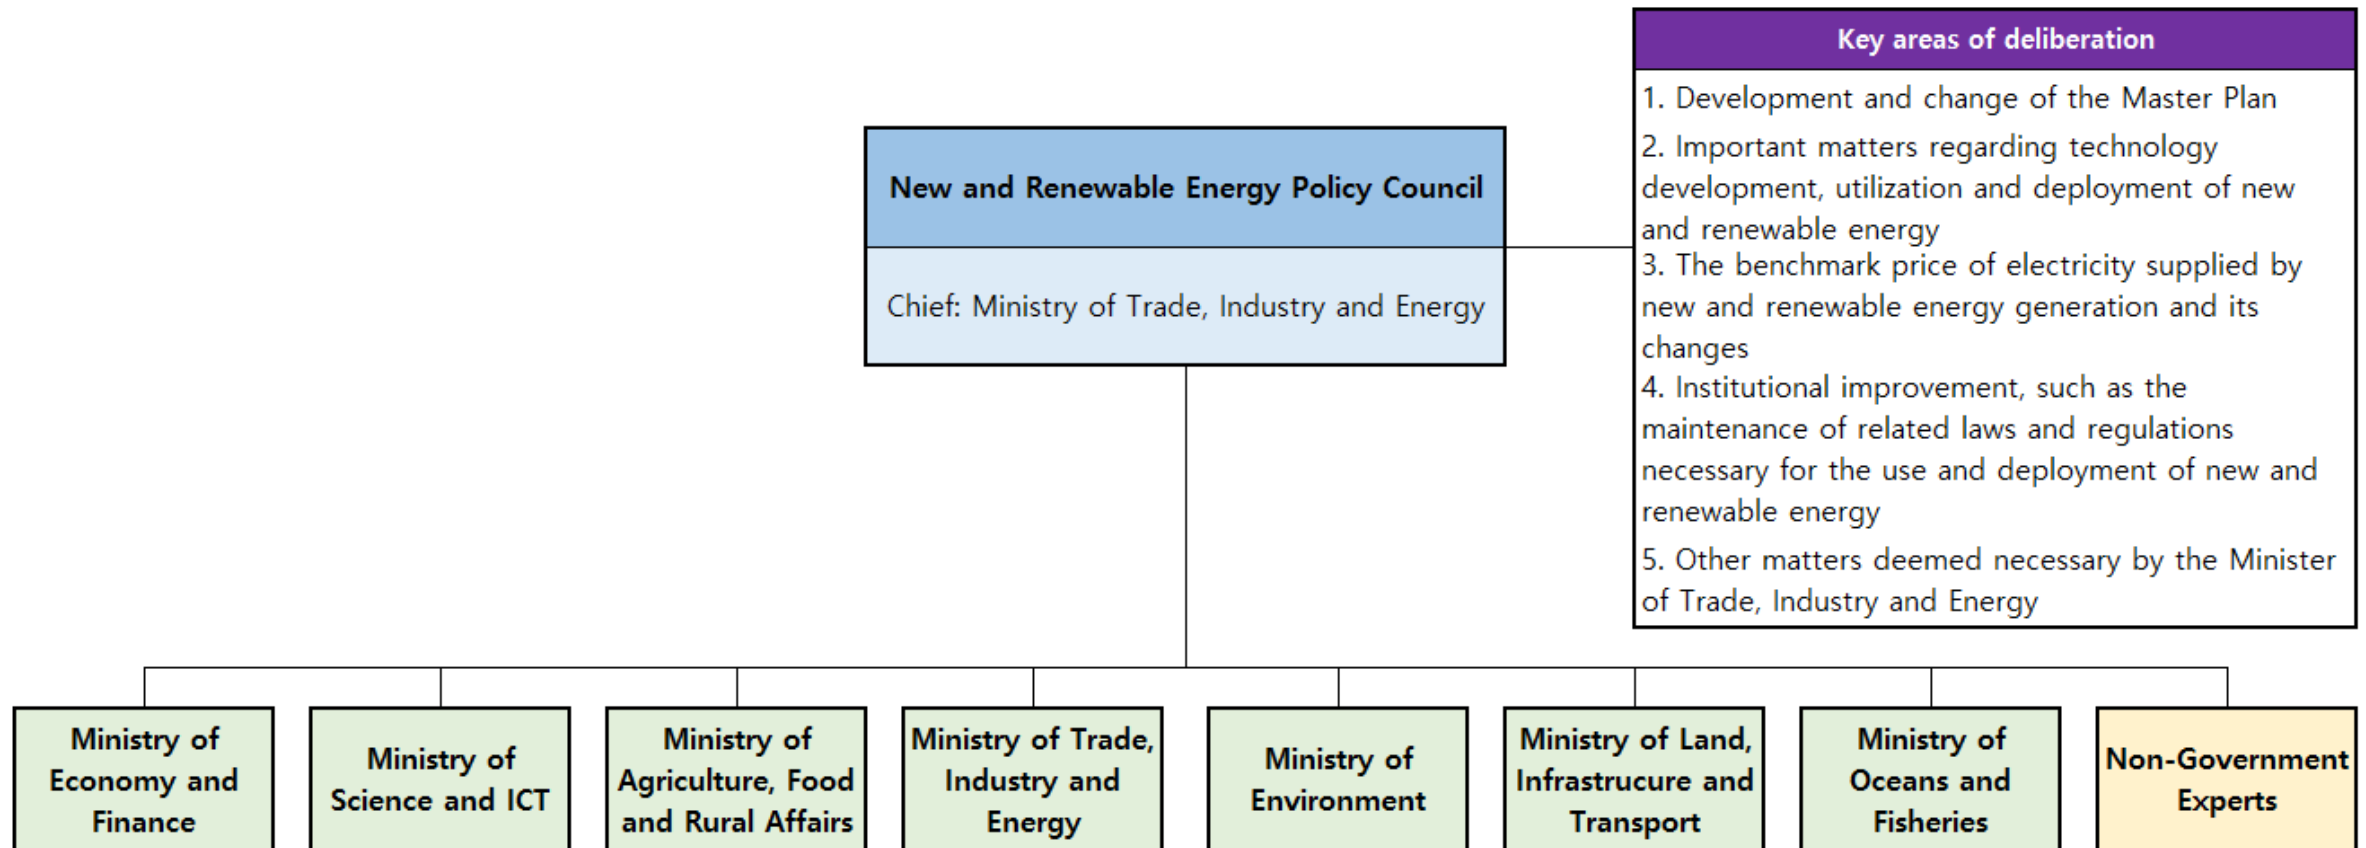 Key areas of deliberation
1. Development and change of the Master Plan
2. Important matters regarding technology
development, utilization and deployment of new
and renewable energy
3. The benchmark price of electricity supplied by
new and renewable energy generation and its
changes
4. Institutional improvement, such as the
maintenance of related laws and regulations
necessary for the use and deployment of new and
renewable energy
5. Other matters deemed necessary by the Minister
of Trade, Industry and Energy
New and Renewable Energy Policy Council
Chief: Ministry of Trade, Industry and Energy
Ministry of
Economy and
Finance
Ministry of
Science and ICT
Ministry of
Agriculture, Food
and Rural Affairs
Ministry of Trade,
Industry and
Energy
Ministry of
Environment
Ministry of Land,
Infrastrucure and
Transport
Ministry of
Oceans and
Fisheries
Non-Government
Experts